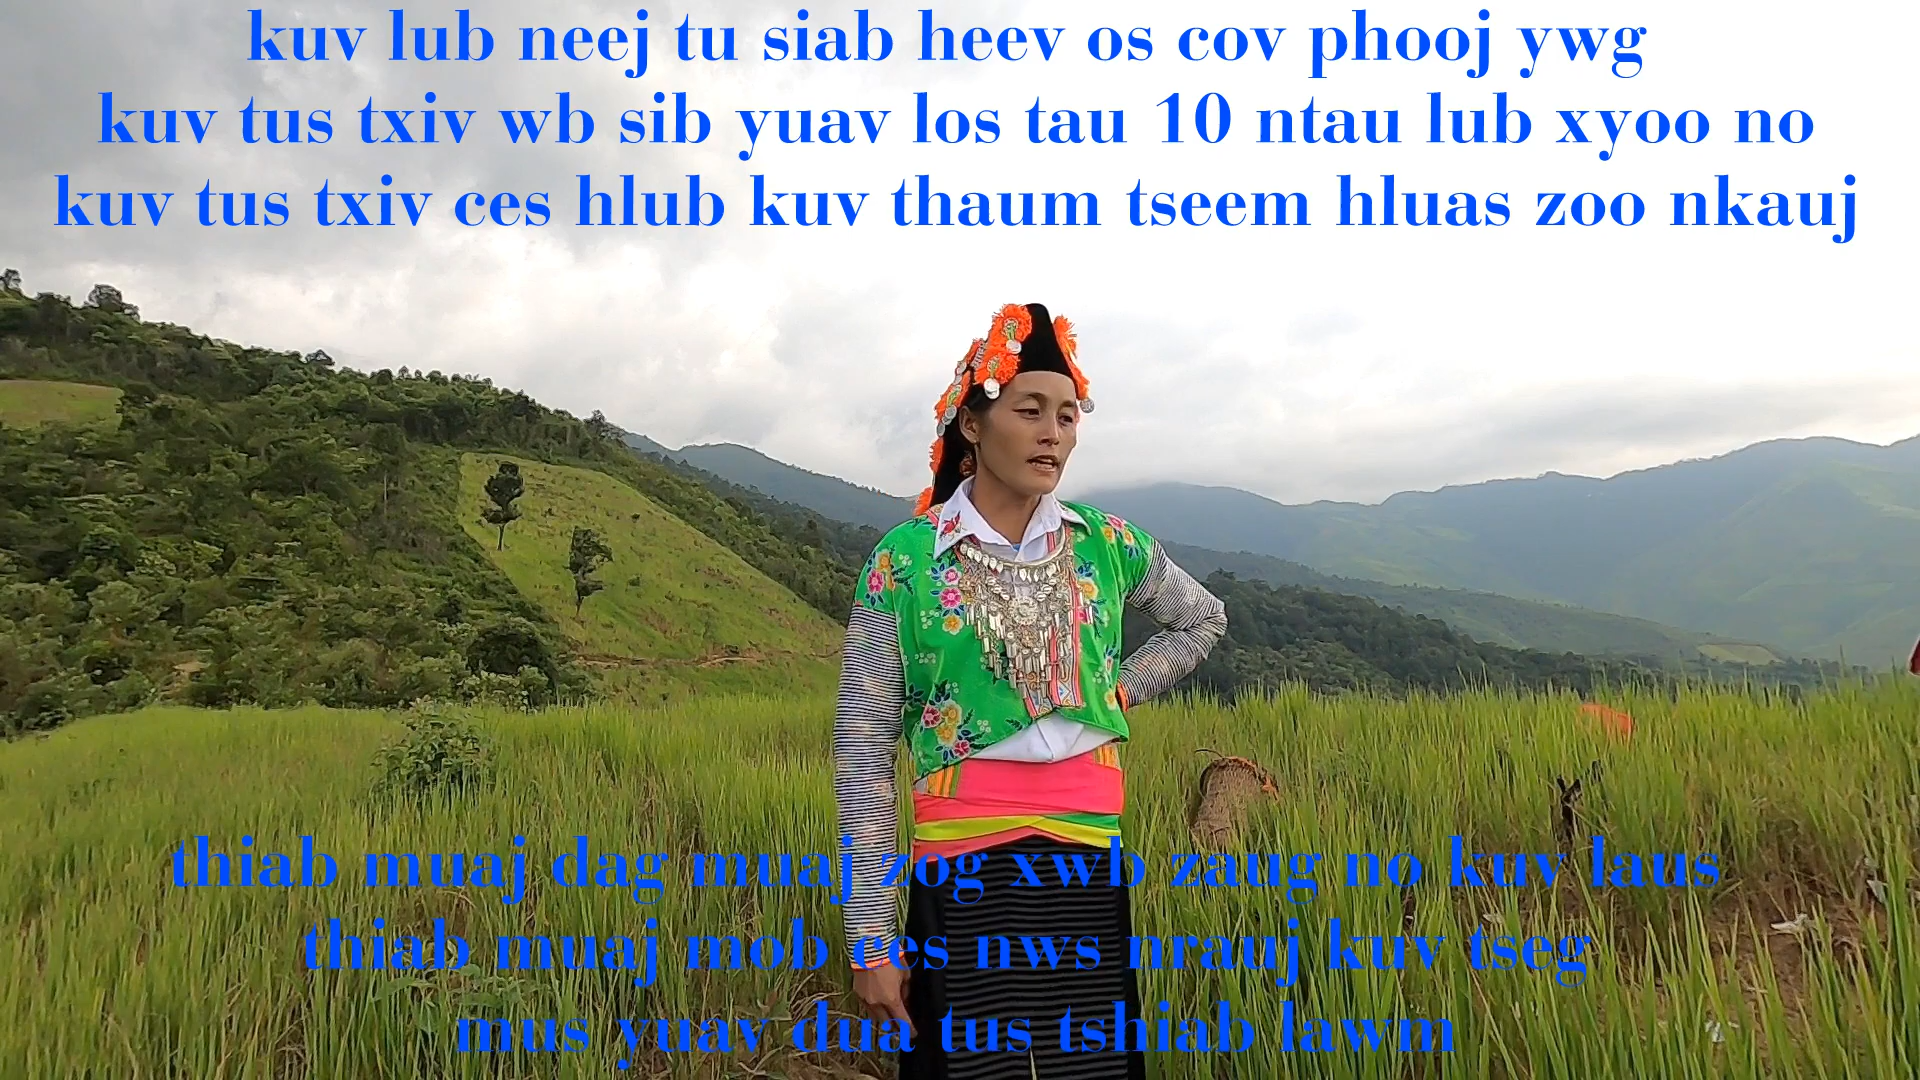 kuv lub neej tu siab heev os cov phooj ywg
kuv tus txiv wb sib yuav los tau 10 ntau lub xyoo no
kuv tus txiv ces hlub kuv thaum tseem hluas zoo nkauj
thiab muaj dag muaj zog xwb zaug no kuv laus
thiab muaj mob ces nws nrauj kuv tseg
mus yuav dua tus tshiab lawm